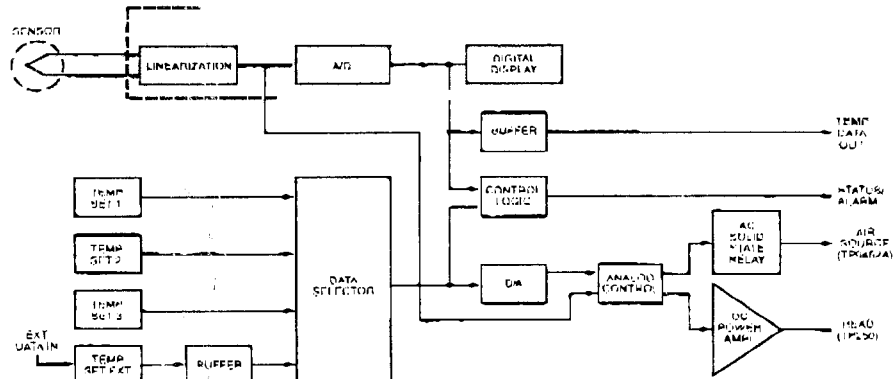 SENSOR
LINEARIZATION
A/D
DIGITAL
DISPLAY
BUFFER
TEMP
DATA
OUT
TEMP
SET 1
CONTROL
LOGIC
STATUS/
ALARM
TEMP
SET 2
DATA
SELECTOR
AC
SOLID
STATE
RELAY
AIR
SOURCE
D/A
ANALOG
CONTROL
TEMP
SET 3
DC
POWER
AMPL
HEAD
(TP250)
EXT
DATA IN
TEMP
SET EXT
BUFFER